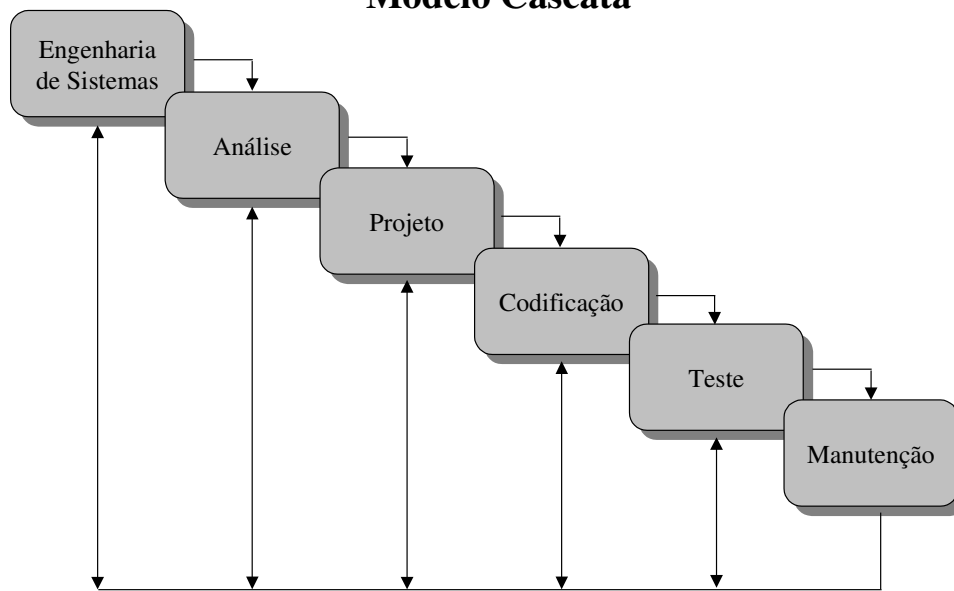 Modelo Cascata
Engenharia
de Sistemas
Análise
Projeto
Codificação
Teste
Manutenção